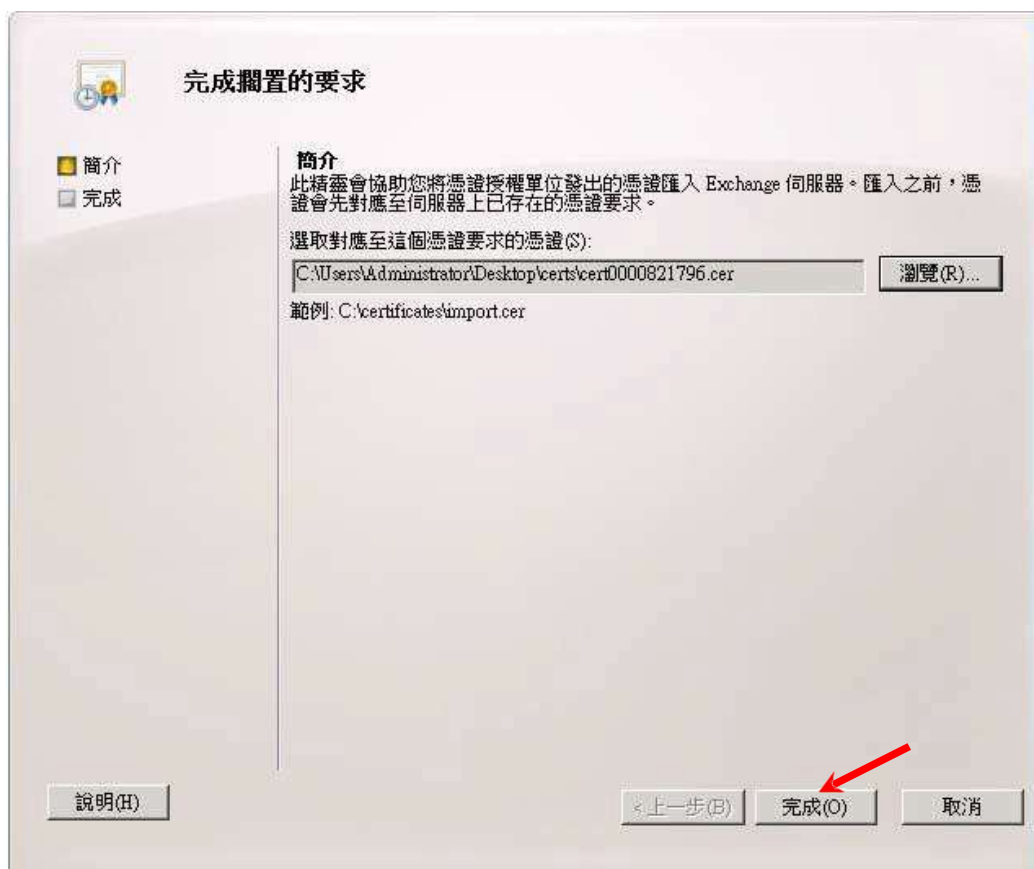 完成擱置的要求
簡介
完成
簡介
此精靈會協助您將憑證授權單位發出的憑證匯入 Exchange 伺服器。匯入之前，憑
證會先對應至伺服器上已存在的憑證要求。
選取對應至這個憑證要求的憑證(S):
C:\Users\Administrator\Desktop\certs\cert0000821796.cer
瀏覽(R)...
範例: C:\certificates\import.cer
說明(H)
<上一步(B)
完成(O)
取消